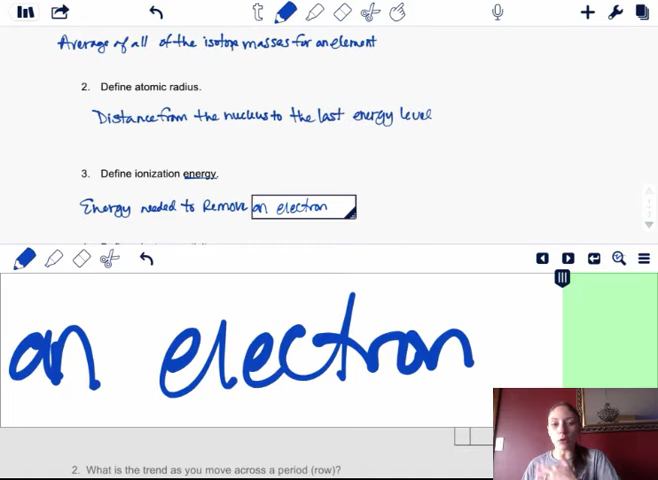 Average of all of the isotope masses for an element
2. Define atomic radius.
Distance from the nucleus to the last energy level
3. Define ionization energy.
Energy needed to Remove an electron
an electron
2. What is the trend as you move across a period (row)?